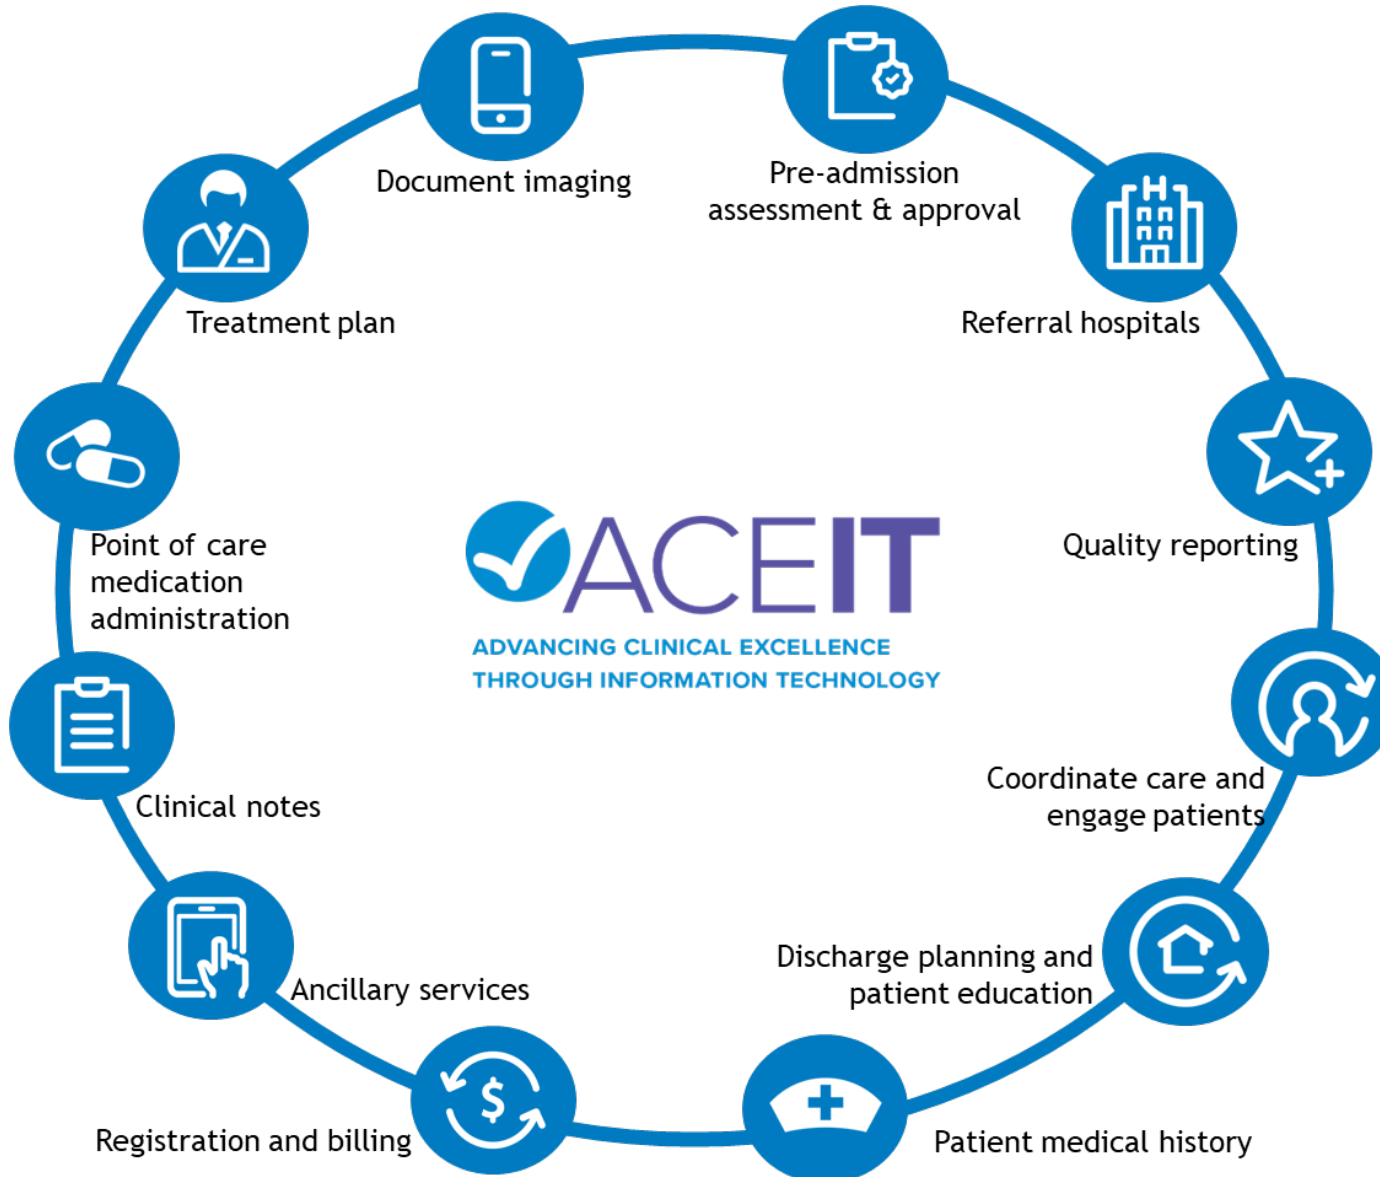 Document imaging
Pre-admission
assessment & approval
Treatment plan
Referral hospitals
Point of care
medication
administration
Quality reporting
ACEIT
ADVANCING CLINICAL EXCELLENCE
THROUGH INFORMATION TECHNOLOGY
Clinical notes
Coordinate care and
engage patients
Ancillary services
Discharge planning and
patient education
$
Registration and billing
Patient medical history
H